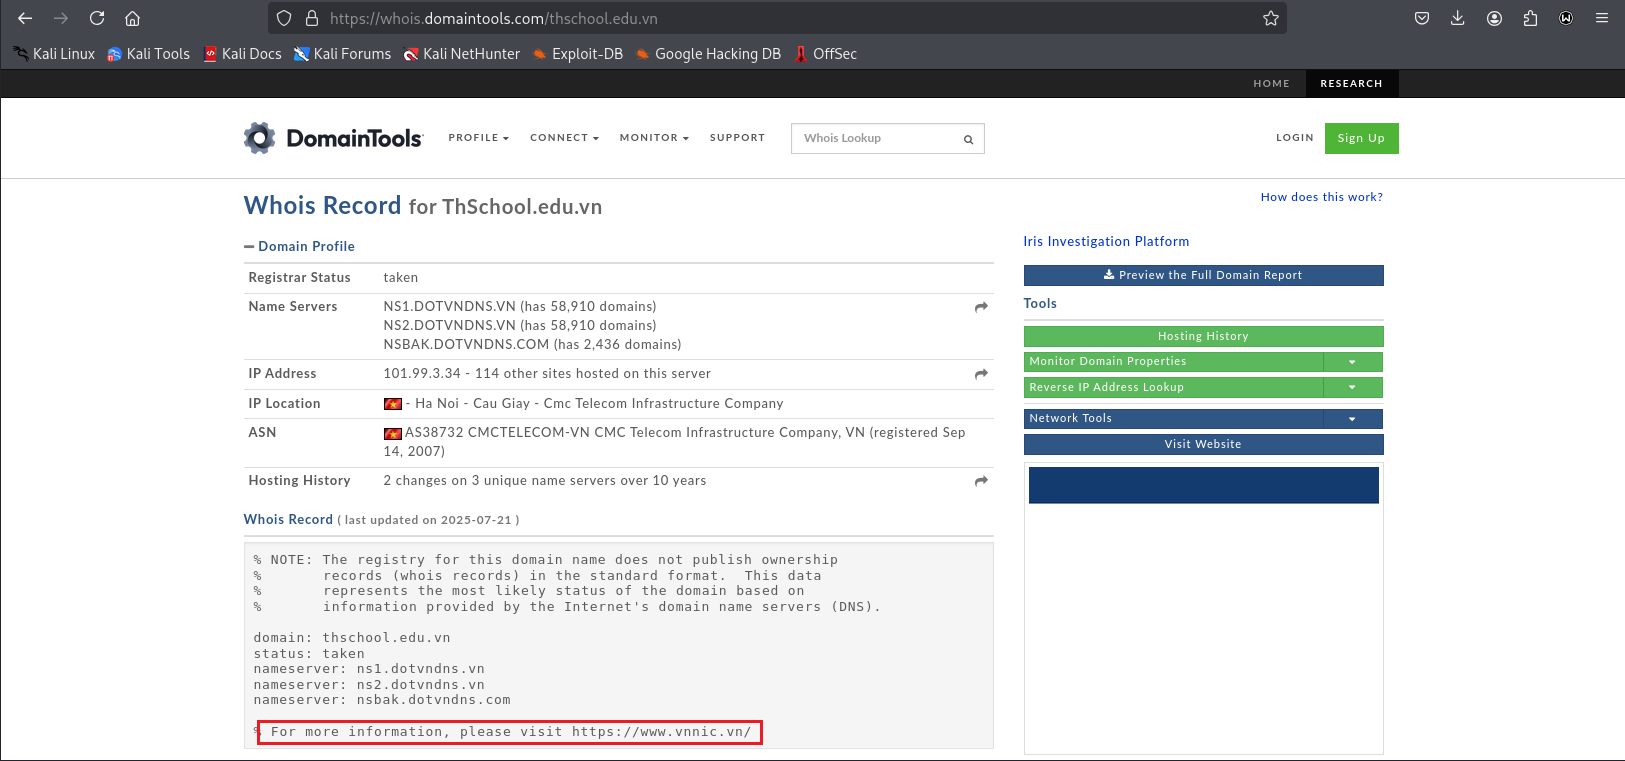 https://whois.domaintools.com/thschool.edu.vn
Kali Linux Kali Tools Kali Docs Kali Forums Kali NetHunter Exploit-DB Google Hacking DB OffSec
HOME RESEARCH
DomainTools PROFILE CONNECT MONITOR SUPPORT Whois Lookup LOGIN Sign Up
Whois Record for ThSchool.edu.vn
How does this work?
Domain Profile
Registrar Status taken
Name Servers NS1.DOTVNDNS.VN (has 58,910 domains)
NS2.DOTVNDNS.VN (has 58,910 domains)
NSBAK.DOTVNDNS.COM (has 2,436 domains)
IP Address 101.99.3.34 - 114 other sites hosted on this server
IP Location - Ha Noi - Cau Giay - Cmc Telecom Infrastructure Company
ASN AS38732 CMCTELECOM-VN CMC Telecom Infrastructure Company, VN (registered Sep
14, 2007)
Hosting History 2 changes on 3 unique name servers over 10 years
Whois Record ( last updated on 2025-07-21 )
% NOTE: The registry for this domain name does not publish ownership
% records (whois records) in the standard format. This data
% represents the most likely status of the domain based on
% information provided by the Internet's domain name servers (DNS).
domain: thschool.edu.vn
status: taken
nameserver: ns1.dotvndns.vn
nameserver: ns2.dotvndns.vn
nameserver: nsbak.dotvndns.com
% For more information, please visit https://www.vnnic.vn/
Iris Investigation Platform
Preview the Full Domain Report
Tools
Hosting History
Monitor Domain Properties
Reverse IP Address Lookup
Network Tools
Visit Website